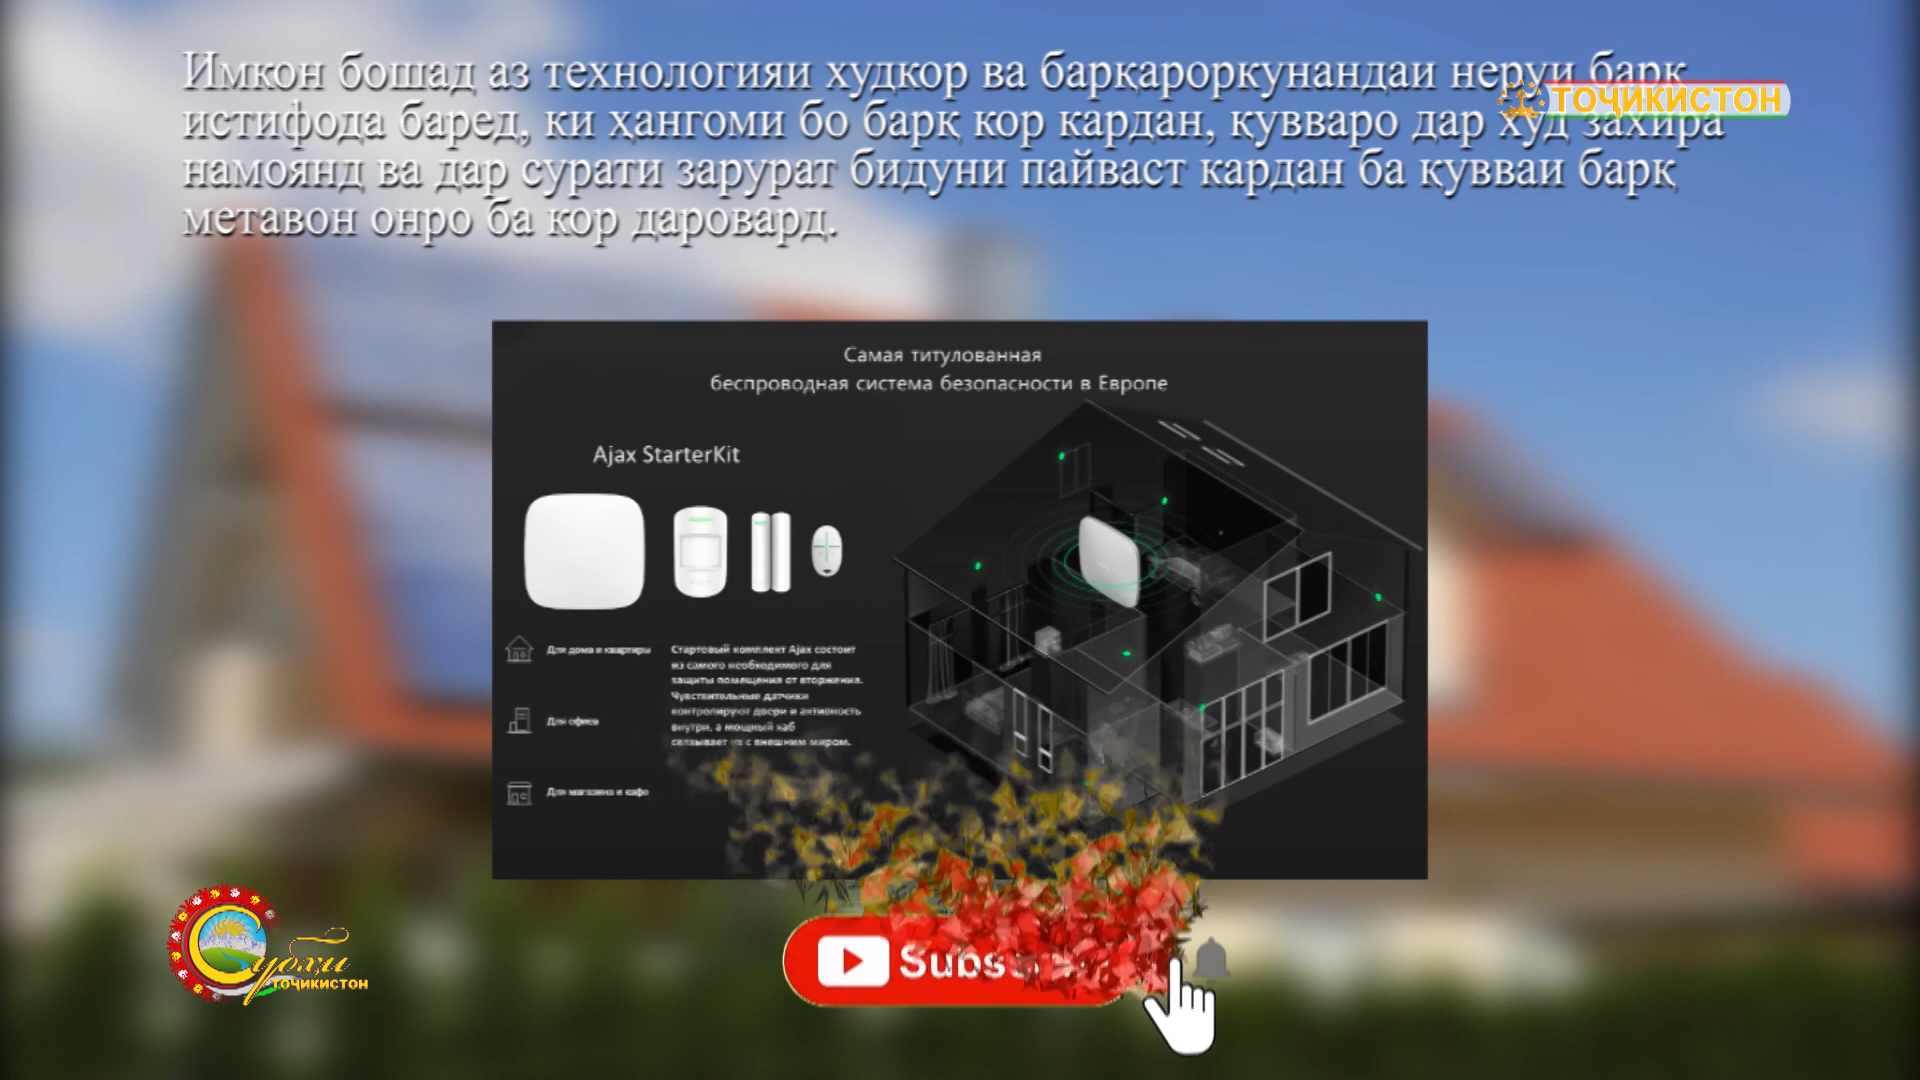 Имкон бошад аз технологияи худкор ва барқароркунандаи неруи барқ
ТОҶИКИСТОН
истифода баред, ки ҳангоми бо барқ кор кардан, қувваро дар худ захира
намоянд ва дар сурати зарурат бидуни пайваст кардан ба қувваи барқ
метавон онро ба кор даровард.
Самая титулованная
беспроводная система безопасности в Европе
Ajax StarterKit
Для дома и квартиры
Стартовый комплект Ajax состоит
из самого необходимого для
защиты помещения от вторжения.
Чувствительные датчики
контролируют двери и активность
внутри, а мощный хаб
связывает их с внешним миром.
Для офиса
Для магазина и кафе
Subs
Субҳи
ТОҶИКИСТОН